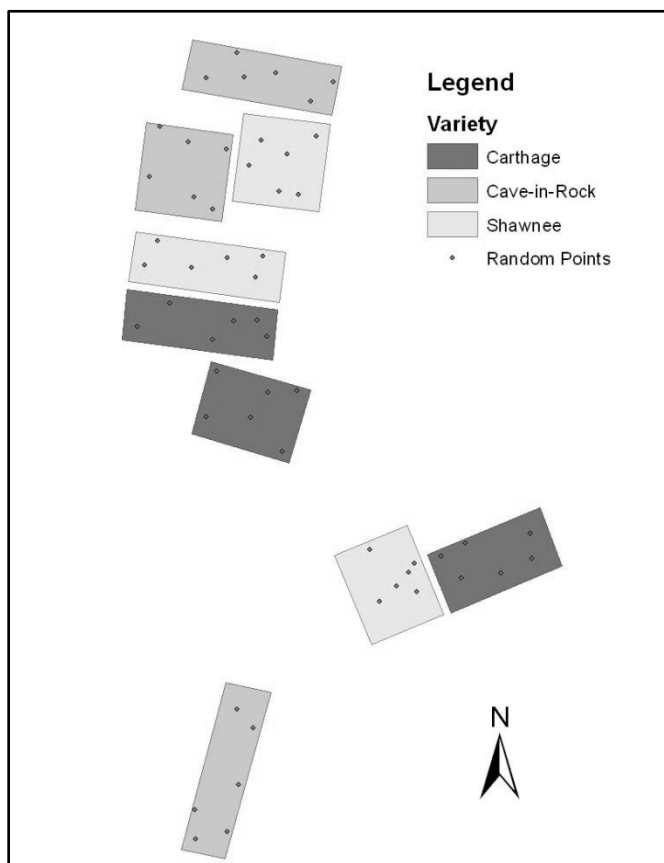 Legend
Variety
Carthage
Cave-in-Rock
Shawnee
Random Points
N